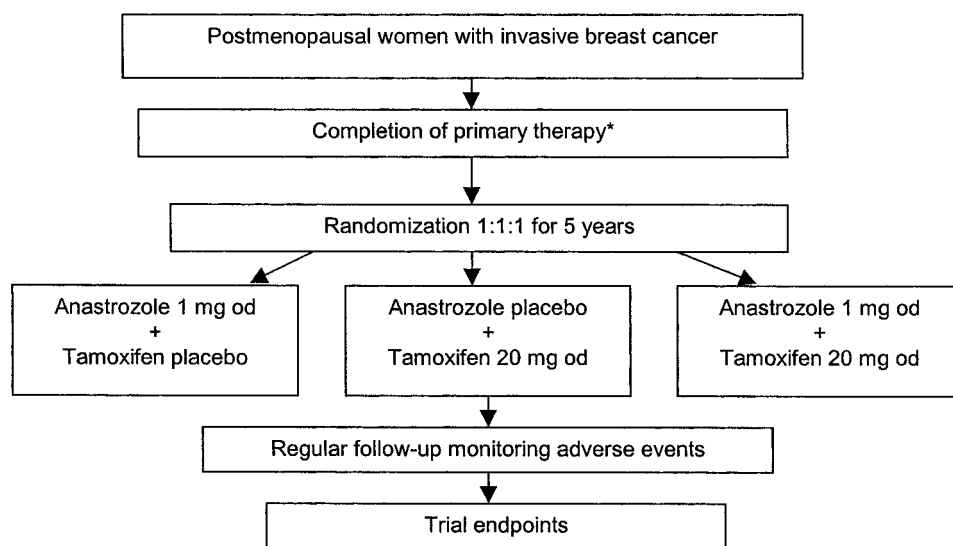 Postmenopausal women with invasive breast cancer
Completion of primary therapy*
Randomization 1:1:1 for 5 years
Anastrozole 1 mg od
+
Tamoxifen placebo
Anastrozole placebo
+
Tamoxifen 20 mg od
Anastrozole 1 mg od
+
Tamoxifen 20 mg od
Regular follow-up monitoring adverse events
Trial endpoints